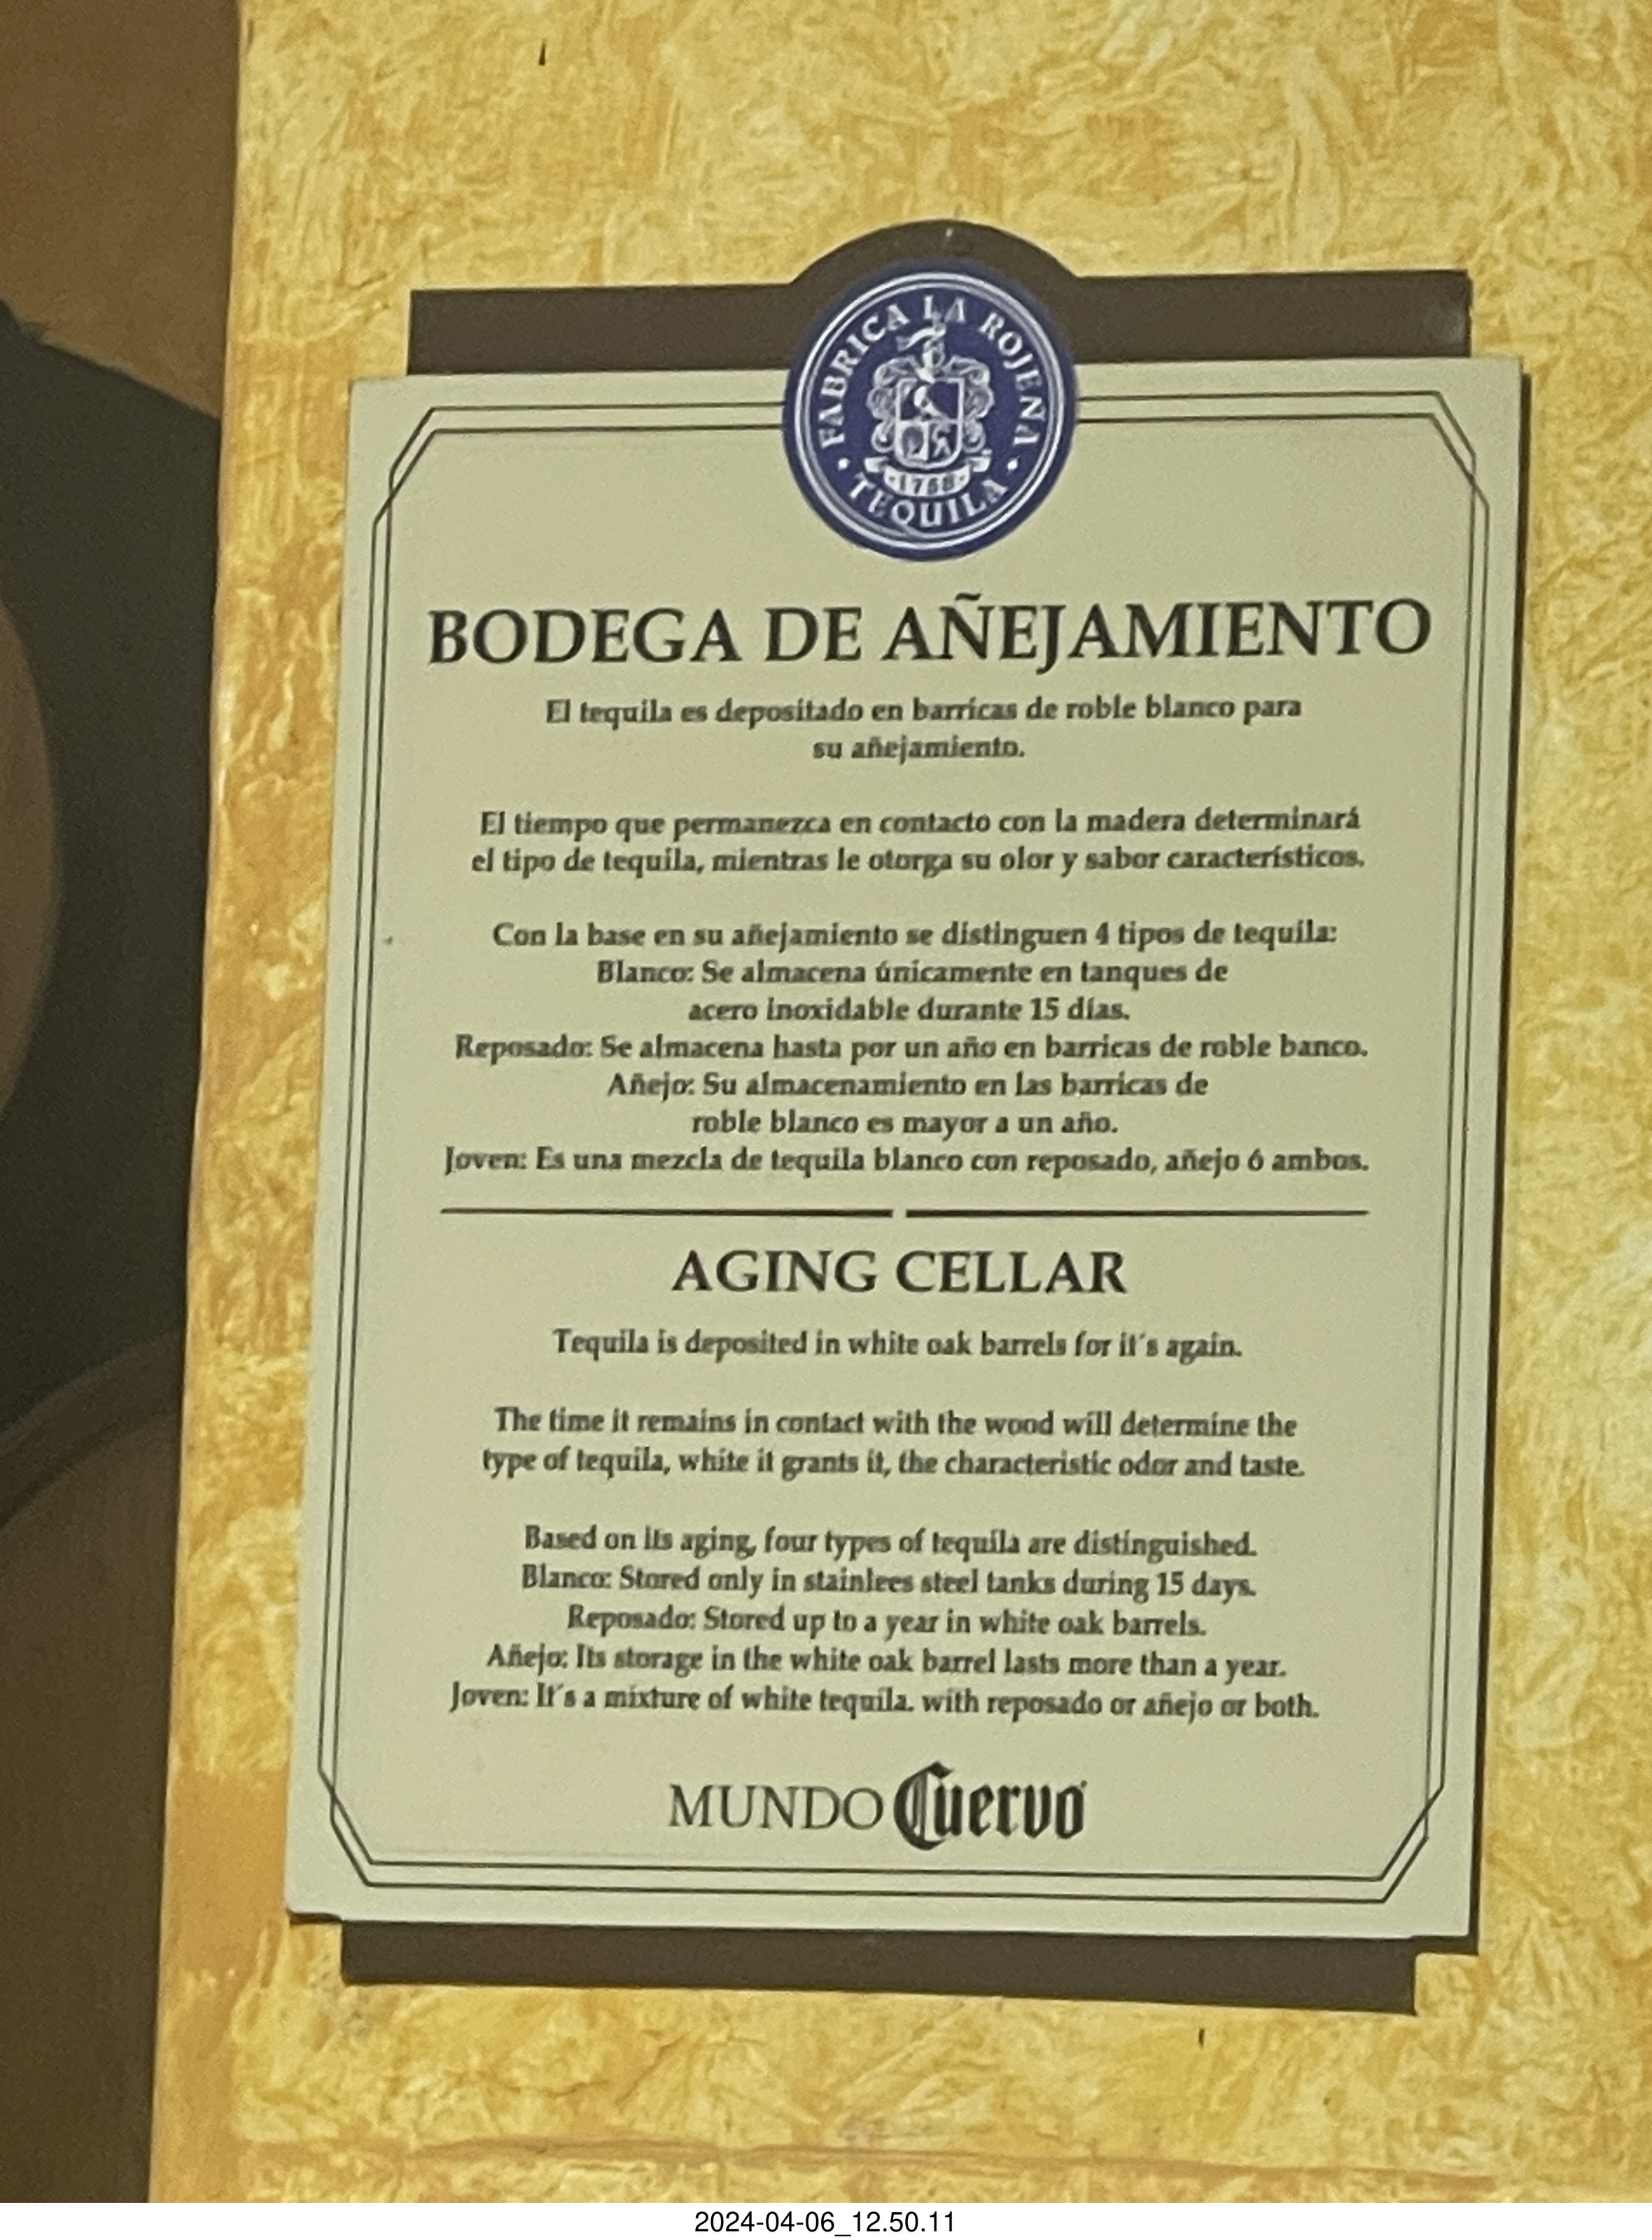 FABRICA LA ROJENA
1758
TEQUILA
BODEGA DE AÑEJAMIENTO
El tequila es depositado en barricas de roble blanco para
su añejamiento.
El tiempo que permanezca en contacto con la madera determinará
el tipo de tequila, mientras le otorga su olor y sabor característicos.
Con la base en su añejamiento se distinguen 4 tipos de tequila:
Blanco: Se almacena únicamente en tanques de
acero inoxidable durante 15 días.
Reposado: Se almacena hasta por un año en barricas de roble banco.
Añejo: Su almacenamiento en las barricas de
roble blanco es mayor a un año.
Joven: Es una mezcla de tequila blanco con reposado, añejo ó ambos.
AGING CELLAR
Tequila is deposited in white oak barrels for it´s again.
The time it remains in contact with the wood will determine the
type of tequila, white it grants it, the characteristic odor and taste.
Based on its aging, four types of tequila are distinguished.
Blanco: Stored only in stainlees steel tanks during 15 days.
Reposado: Stored up to a year in white oak barrels.
Añejo: Its storage in the white oak barrel lasts more than a year.
Joven: It´s a mixture of white tequila. with reposado or añejo or both.
MUNDO Cuervo
2024-04-06_12.50.11